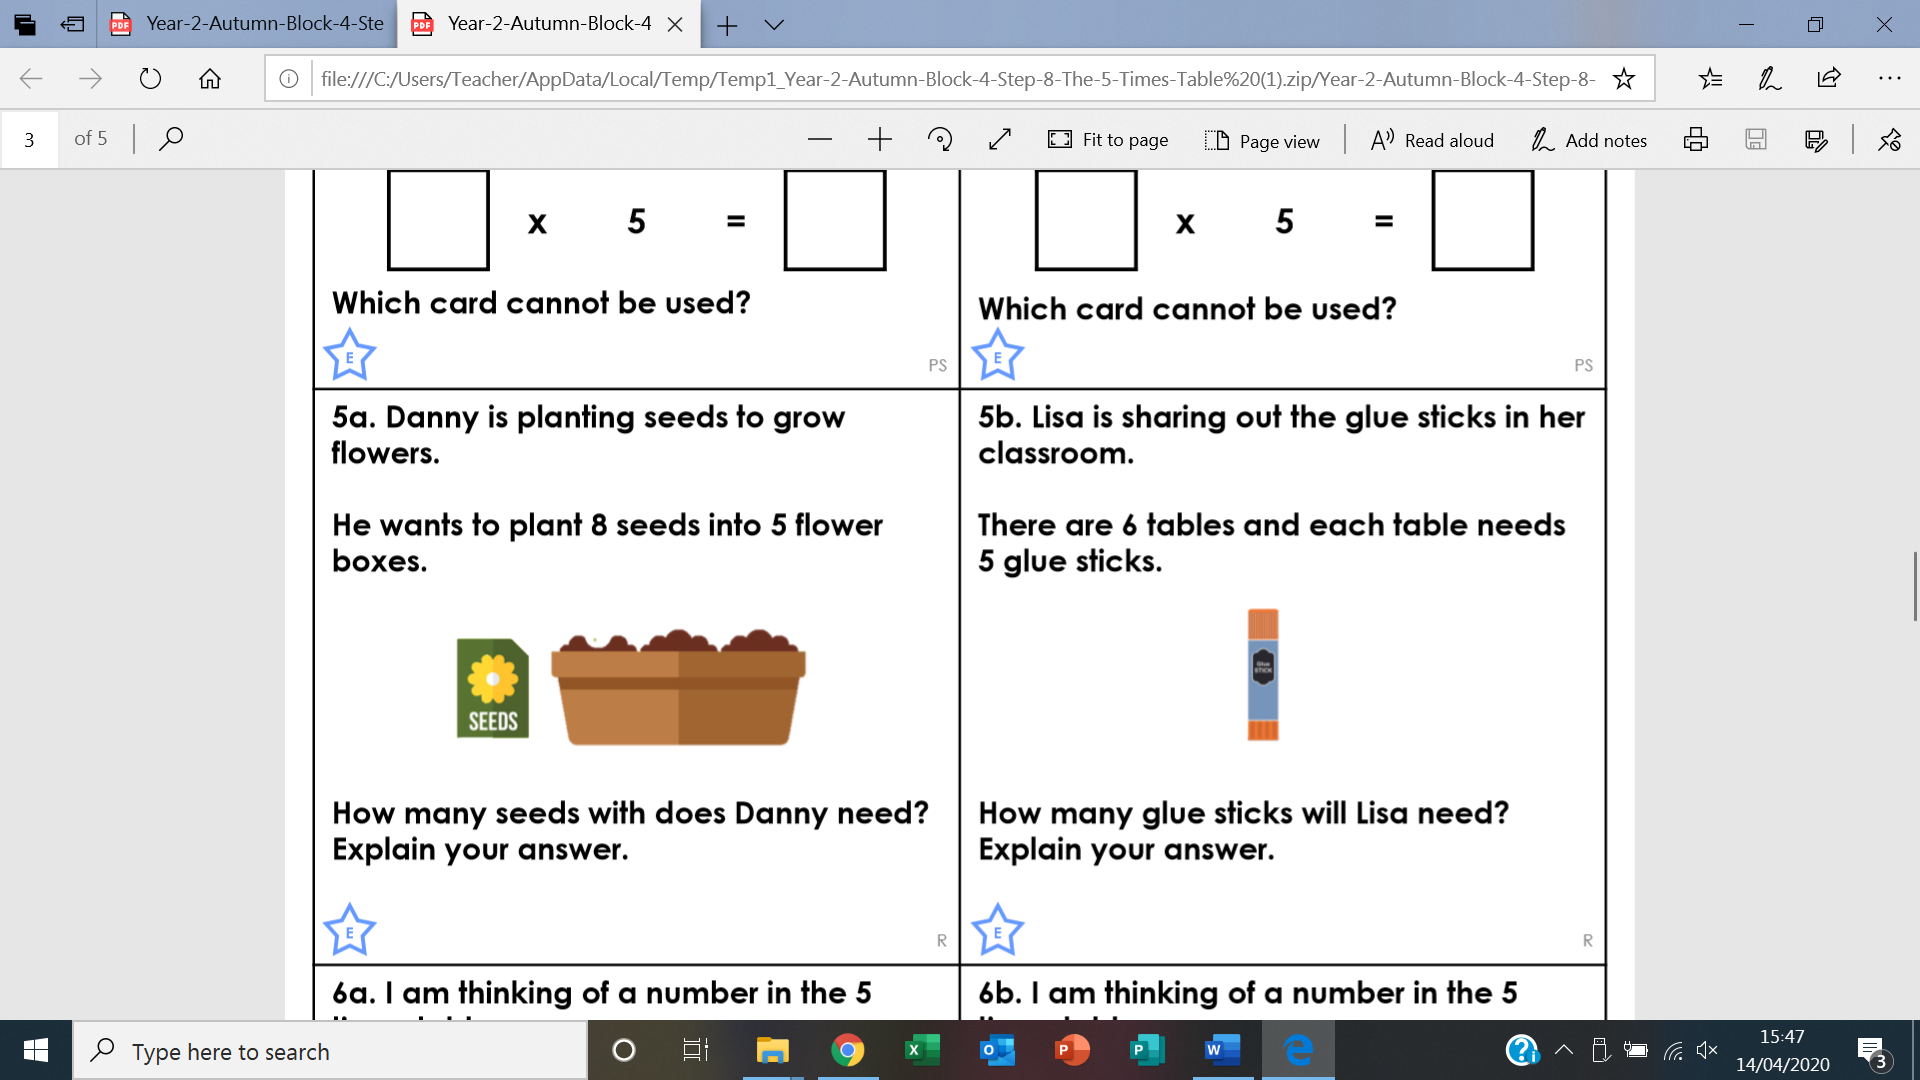 Year-2-Autumn-Block-4-Ste
Year-2-Autumn-Block-4
file:///C:/Users/Teacher/AppData/Local/Temp/Temp1_Year-2-Autumn-Block-4-Step-8-The-5-Times-Table%20(1).zip/Year-2-Autumn-Block-4-Step-8-
3 of 5
Fit to page
Page view
Read aloud
Add notes
x 5 =
Which card cannot be used?
E
PS
x 5 =
Which card cannot be used?
E
PS
5a. Danny is planting seeds to grow
flowers.
He wants to plant 8 seeds into 5 flower
boxes.
SEEDS
How many seeds with does Danny need?
Explain your answer.
E
R
5b. Lisa is sharing out the glue sticks in her
classroom.
There are 6 tables and each table needs
5 glue sticks.
Glue
STICK
How many glue sticks will Lisa need?
Explain your answer.
E
R
6a. I am thinking of a number in the 5
6b. I am thinking of a number in the 5
Type here to search
15:47
14/04/2020
3